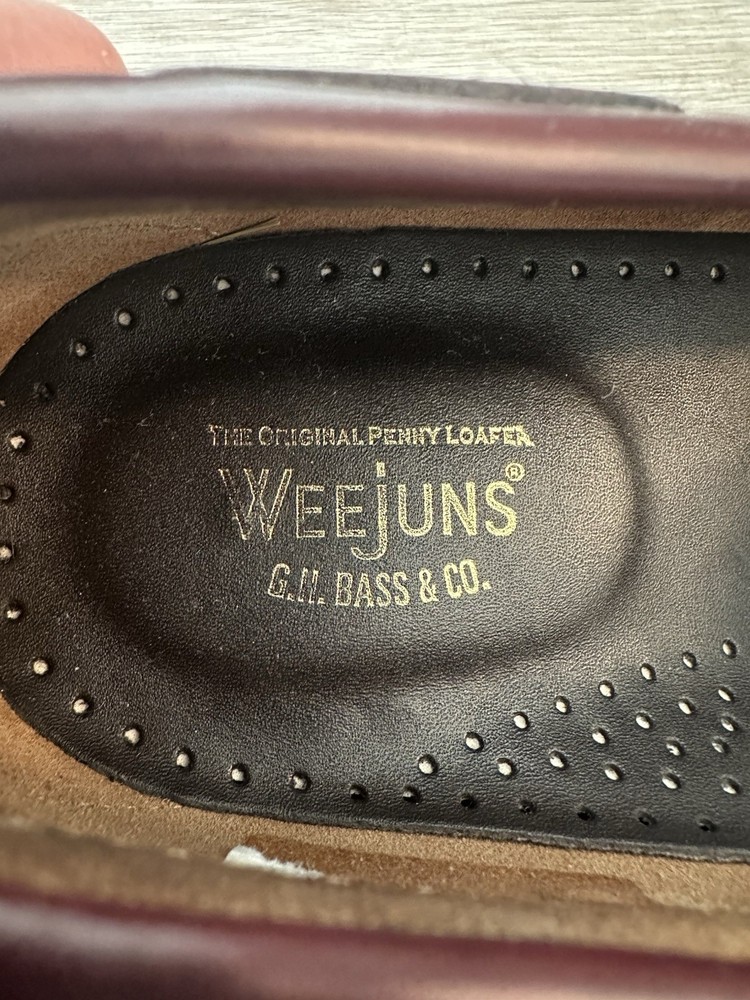 THE ORIGINAL PENNY LOAFER
WEEJUNS®
G.H. BASS & CO.